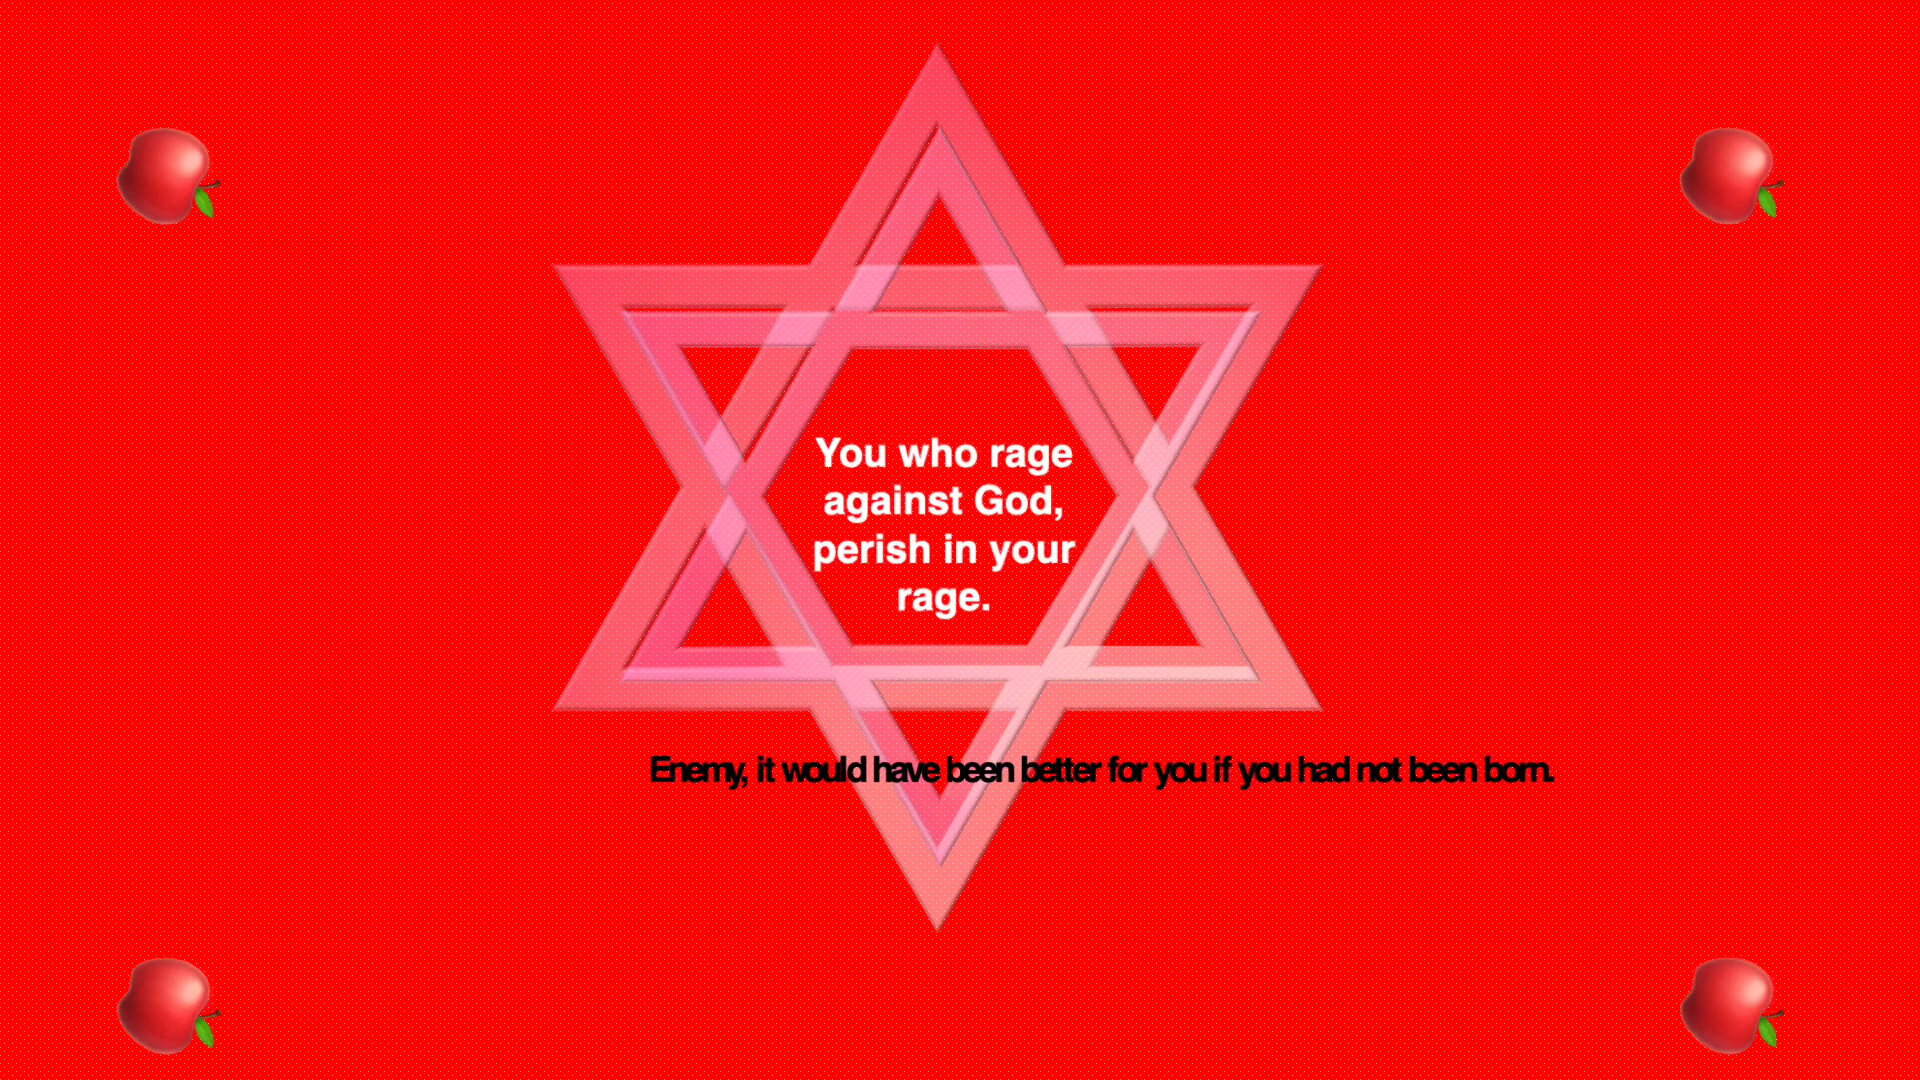 You who rage
against God,
perish in your
rage.
Enemy, it would have been better for you if you had not been born.